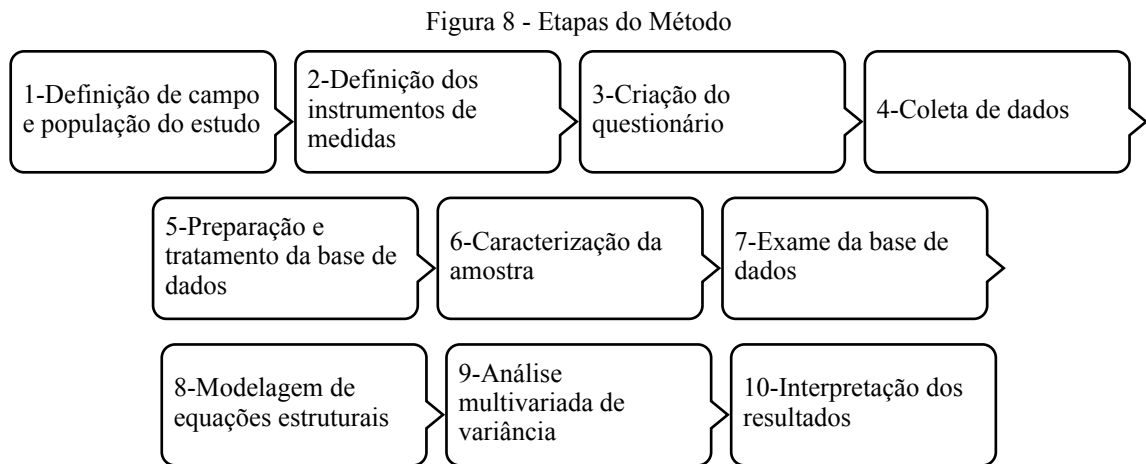 Figura 8 - Etapas do Método
1-Definição de campo
e população do estudo
2-Definição dos
instrumentos de
medidas
3-Criação do
questionário
4-Coleta de dados
5-Preparação e
tratamento da base de
dados
6-Caracterização da
amostra
7-Exame da base de
dados
8-Modelagem de
equações estruturais
9-Análise
multivariada de
variância
10-Interpretação dos
resultados